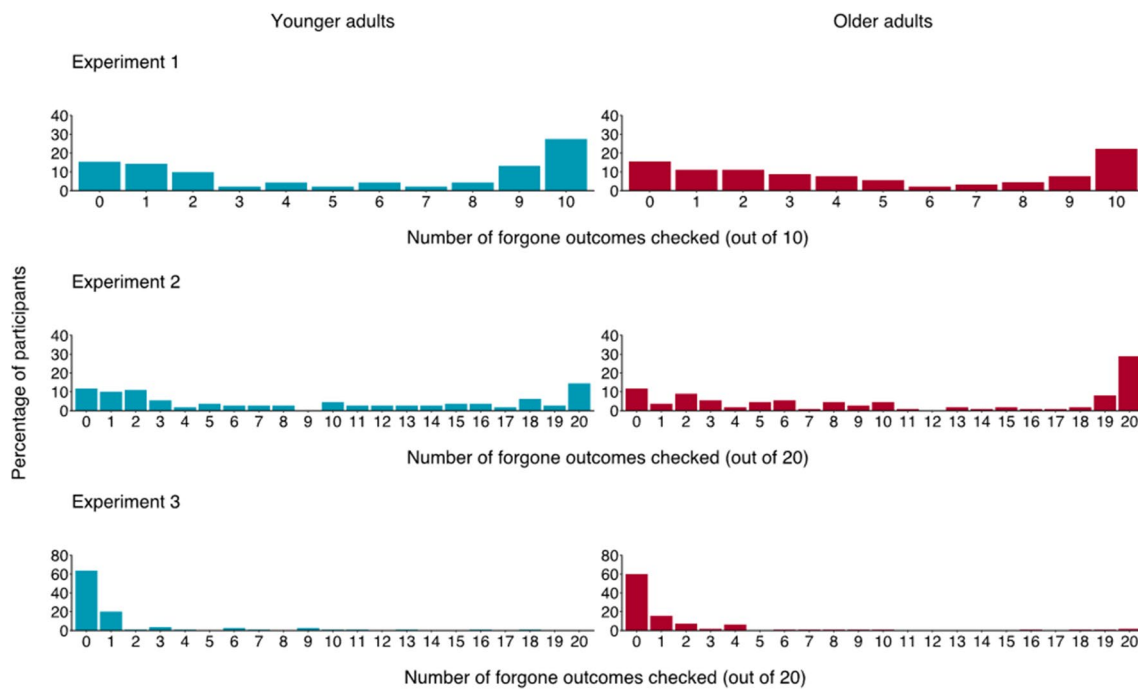 Younger adults
Older adults
Experiment 1
40
30
20
10
0
0 1 2 3 4 5 6 7 8 9 10
40
30
20
10
0
0 1 2 3 4 5 6 7 8 9 10
Number of forgone outcomes checked (out of 10)
Percentage of participants
Experiment 2
40
30
20
10
0
0 1 2 3 4 5 6 7 8 9 10 11 12 13 14 15 16 17 18 19 20
40
30
20
10
0
0 1 2 3 4 5 6 7 8 9 10 11 12 13 14 15 16 17 18 19 20
Number of forgone outcomes checked (out of 20)
Experiment 3
80
60
40
20
0
0 1 2 3 4 5 6 7 8 9 10 11 12 13 14 15 16 17 18 19 20
80
60
40
20
0
0 1 2 3 4 5 6 7 8 9 10 11 12 13 14 15 16 17 18 19 20
Number of forgone outcomes checked (out of 20)